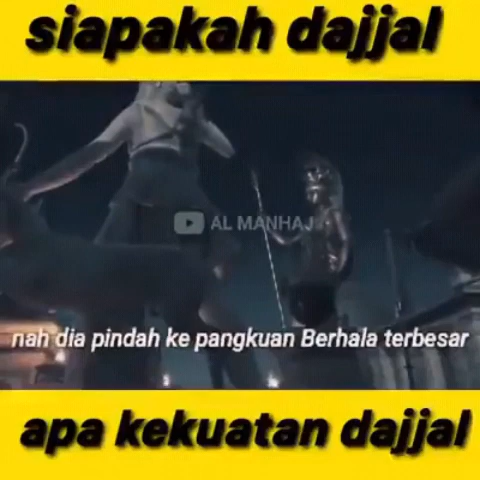 siapakah dajjal
AL MANHAJ
nah dia pindah ke pangkuan Berhala terbesar
apa kekuatan dajjal